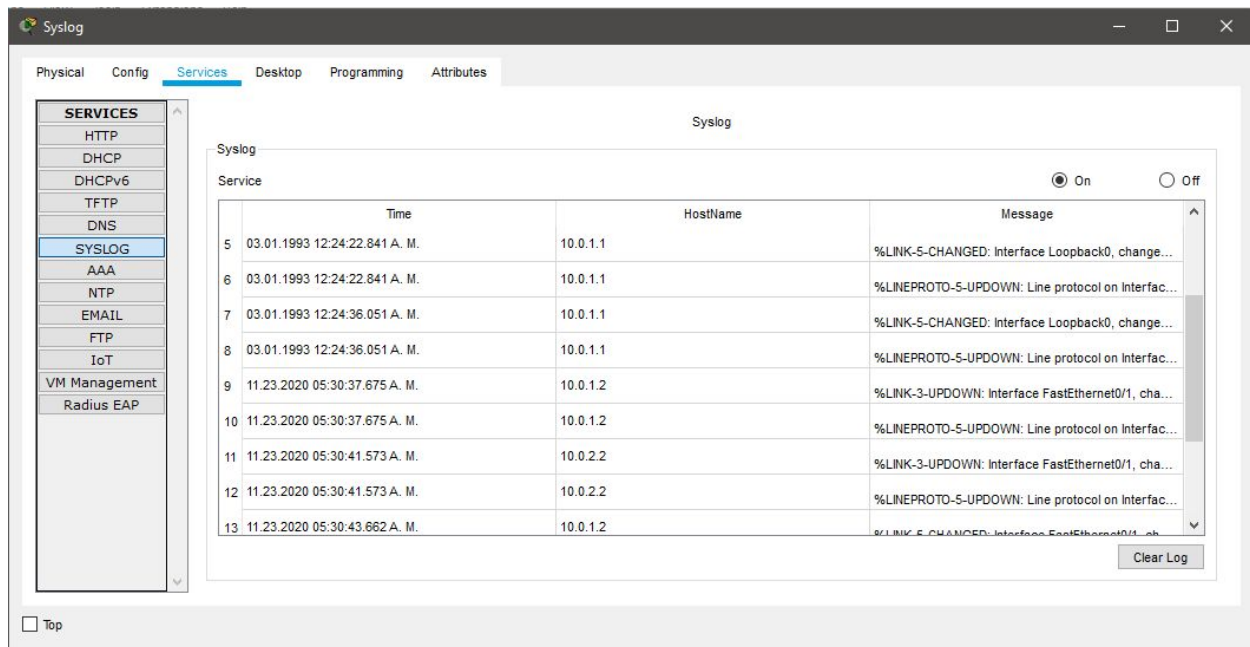 Syslog
Physical Config Services Desktop Programming Attributes
SERVICES
HTTP
DHCP
DHCPv6
TFTP
DNS
SYSLOG
AAA
NTP
EMAIL
FTP
IoT
VM Management
Radius EAP
Syslog
Syslog
Service On Off
Time HostName Message
5 03.01.1993 12:24:22.841 A. M. 10.0.1.1 %LINK-5-CHANGED: Interface Loopback0, change...
6 03.01.1993 12:24:22.841 A. M. 10.0.1.1 %LINEPROTO-5-UPDOWN: Line protocol on Interfac...
7 03.01.1993 12:24:36.051 A. M. 10.0.1.1 %LINK-5-CHANGED: Interface Loopback0, change...
8 03.01.1993 12:24:36.051 A. M. 10.0.1.1 %LINEPROTO-5-UPDOWN: Line protocol on Interfac...
9 11.23.2020 05:30:37.675 A. M. 10.0.1.2 %LINK-3-UPDOWN: Interface FastEthernet0/1, cha...
10 11.23.2020 05:30:37.675 A. M. 10.0.1.2 %LINEPROTO-5-UPDOWN: Line protocol on Interfac...
11 11.23.2020 05:30:41.573 A. M. 10.0.2.2 %LINK-3-UPDOWN: Interface FastEthernet0/1, cha...
12 11.23.2020 05:30:41.573 A. M. 10.0.2.2 %LINEPROTO-5-UPDOWN: Line protocol on Interfac...
13 11.23.2020 05:30:43.662 A. M. 10.0.1.2 %LINK-5-CHANGED: Interface FastEthernet0/1, ch...
Clear Log
Top